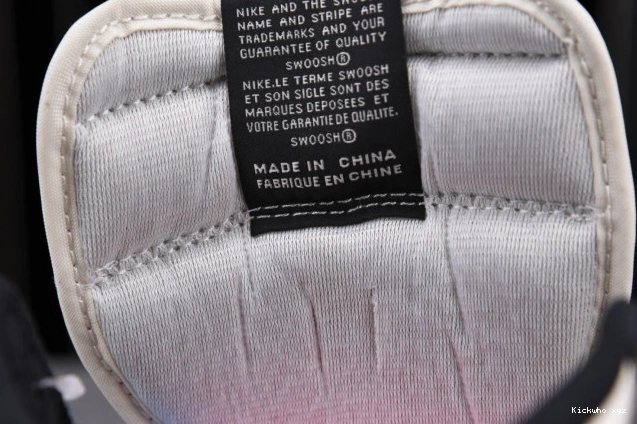 NIKE AND THE SWOOSH
NAME AND STRIPE ARE
TRADEMARKS AND YOUR
GUARANTEE OF QUALITY
SWOOSH®
NIKE.LE TERME SWOOSH
ET SON SIGLE SONT DES
MARQUES DEPOSEES ET
VOTRE GARANTIE DE QUALITE.
SWOOSH®
MADE IN CHINA
FABRIQUE EN CHINE
Kickwho.xyz